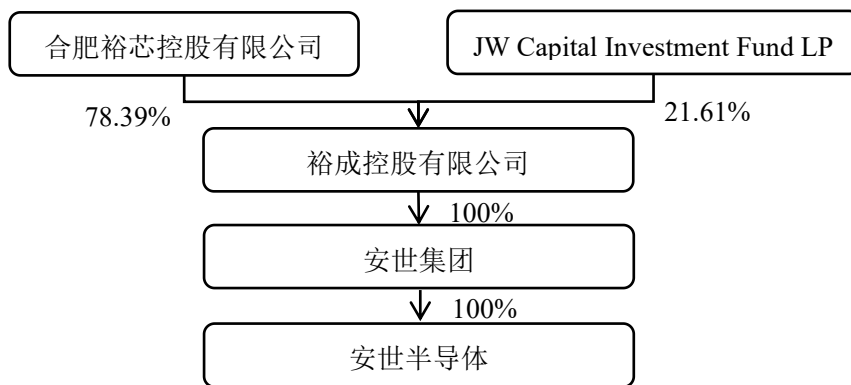 合肥裕芯控股有限公司
JW Capital Investment Fund LP
78.39%
21.61%
裕成控股有限公司
100%
安世集团
100%
安世半导体